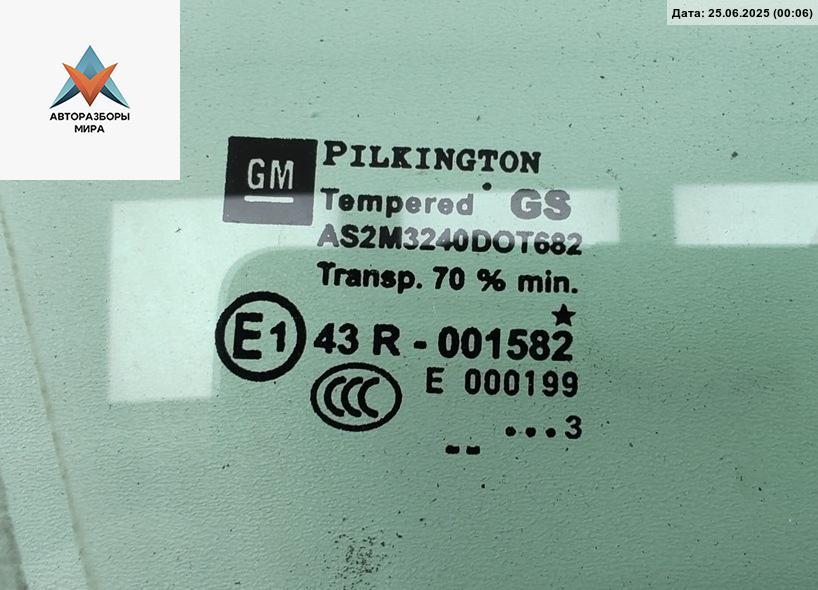 Дата: 25.06.2025 (00:06)
АВТОРАЗБОРЫ
МИРА
GM
PILKINGTON
Tempered GS
AS2M3240DOT682
Transp. 70 % min.
E1 43 R - 001582
CCC E 000199
...3